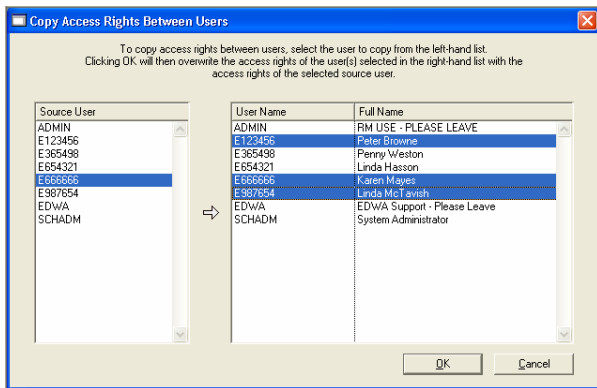 Copy Access Rights Between Users
To copy access rights between users, select the user to copy from the left-hand list.
Clicking OK will then overwrite the access rights of the user(s) selected in the right-hand list with the
access rights of the selected source user.
Source User
ADMIN
E123456
E365498
E654321
E666666
E987654
EDWA
SCHADM
User Name Full Name
ADMIN RM USE - PLEASE LEAVE
E123456 Peter Browne
E365498 Penny Weston
E654321 Linda Hasson
E666666 Karen Mayes
E987654 Linda McTavish
EDWA EDWA Support - Please Leave
SCHADM System Administrator
OK Cancel